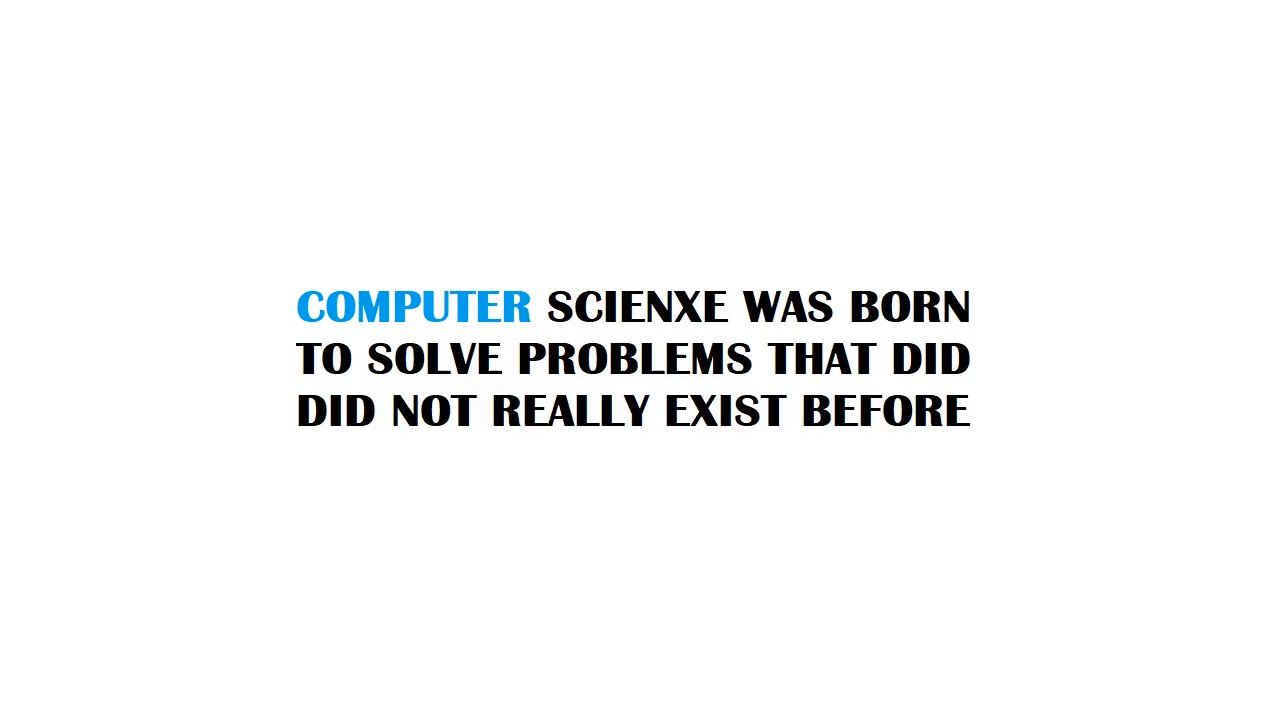 COMPUTER SCIENXE WAS BORN
TO SOLVE PROBLEMS THAT DID
DID NOT REALLY EXIST BEFORE